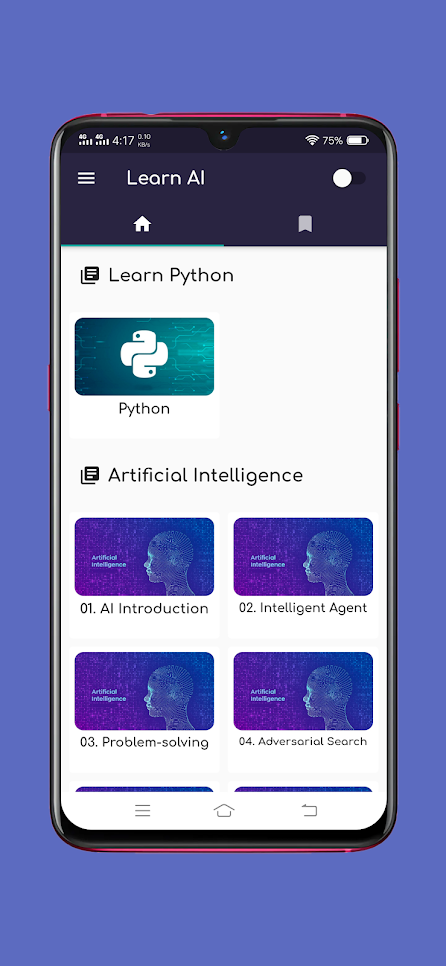 4G 4G 4:17 0.10 KB/s 75%
Learn AI
Learn Python
Python
Artificial Intelligence
Artificial
Intelligence
Artificial
Intelligence
01. AI Introduction
02. Intelligent Agent
Artificial
Intelligence
Artificial
Intelligence
03. Problem-solving
04. Adversarial Search